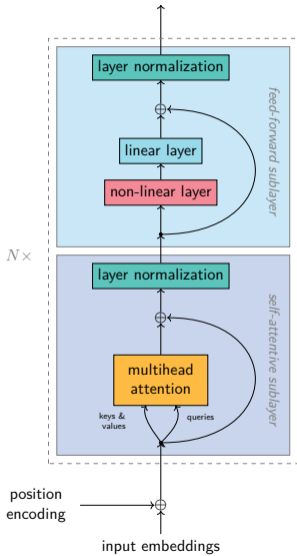 layer normalization
linear layer
non-linear layer
feed-forward sublayer
N×
layer normalization
multihead
attention
keys &
values
queries
self-attentive sublayer
position
encoding
input embeddings